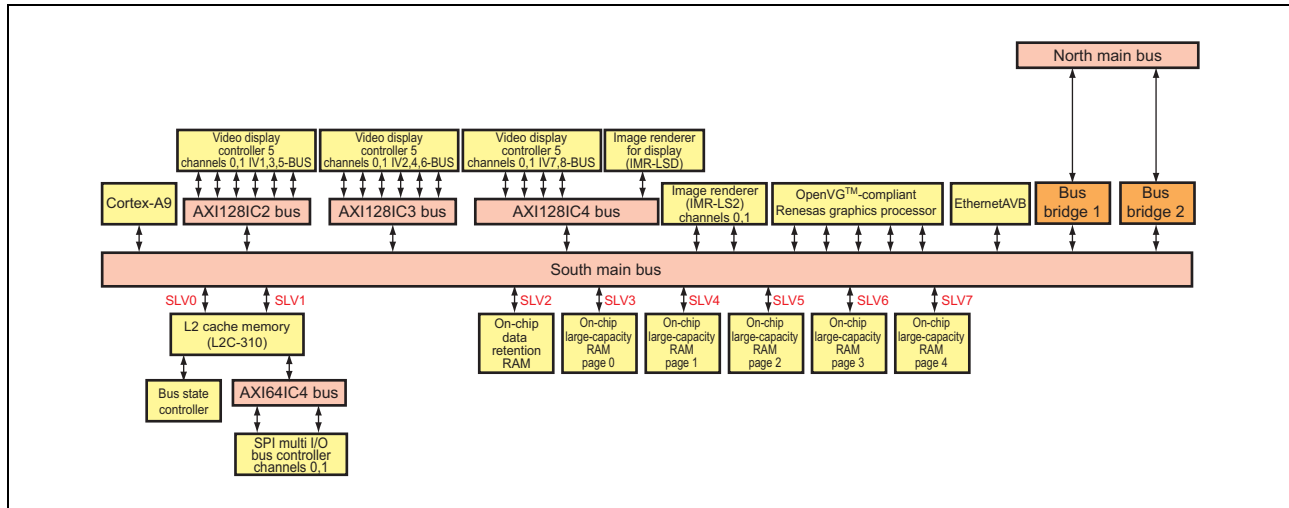 North main bus
Video display
controller 5
channels 0,1 IV1,3,5-BUS
Video display
controller 5
channels 0,1 IV2,4,6-BUS
Video display
controller 5
channels 0,1 IV7,8-BUS
Image renderer
for display
(IMR-LSD)
Cortex-A9
AXI128IC2 bus
AXI128IC3 bus
AXI128IC4 bus
Image renderer
(IMR-LS2)
channels 0,1
OpenVG™-compliant
Renesas graphics processor
EthernetAVB
Bus
bridge 1
Bus
bridge 2
South main bus
SLV0
SLV1
SLV2
SLV3
SLV4
SLV5
SLV6
SLV7
L2 cache memory
(L2C-310)
On-chip
data
retention
RAM
On-chip
large-capacity
RAM
page 0
On-chip
large-capacity
RAM
page 1
On-chip
large-capacity
RAM
page 2
On-chip
large-capacity
RAM
page 3
On-chip
large-capacity
RAM
page 4
Bus state
controller
AXI64IC4 bus
SPI multi I/O
bus controller
channels 0,1